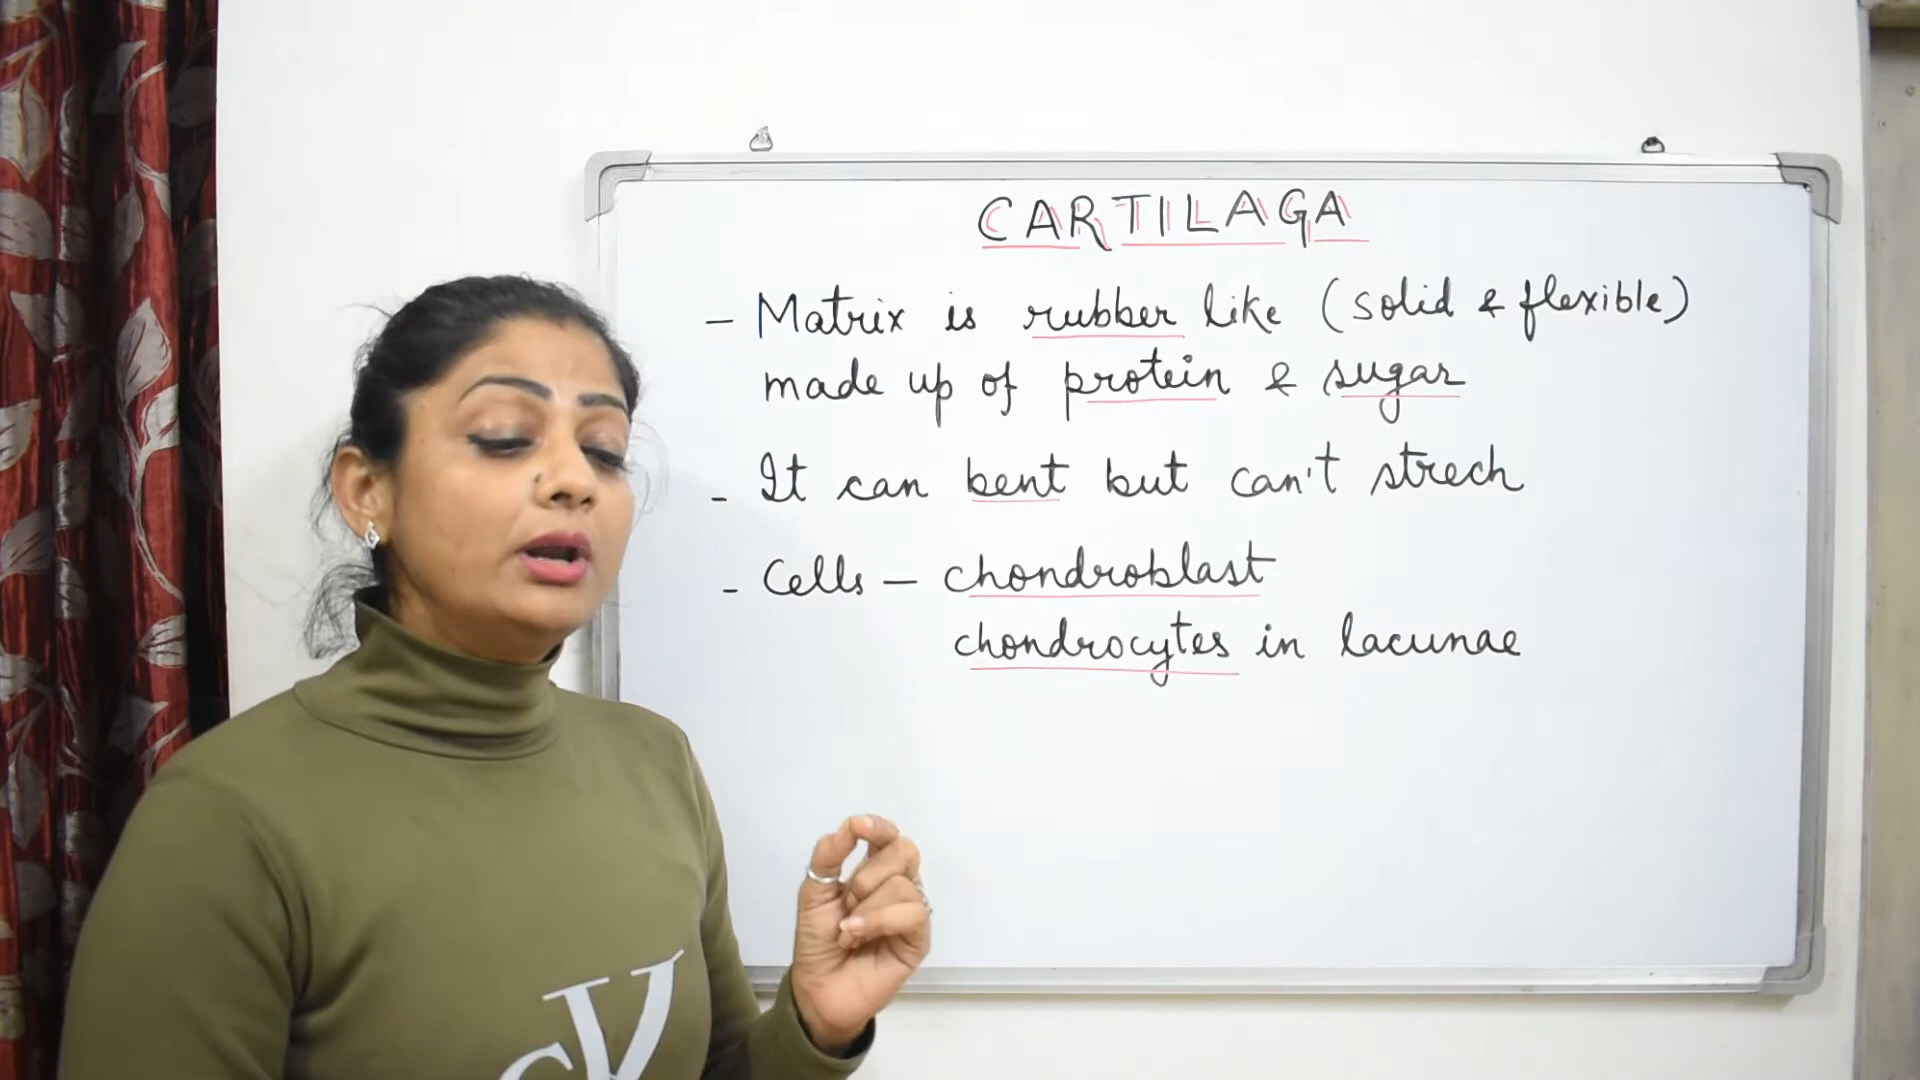 CARTILAGA
- Matrix is rubber like (solid & flexible)
made up of protein & sugar
- It can bent but can't strech
- Cells - chondroblast
chondrocytes in lacunae
CK